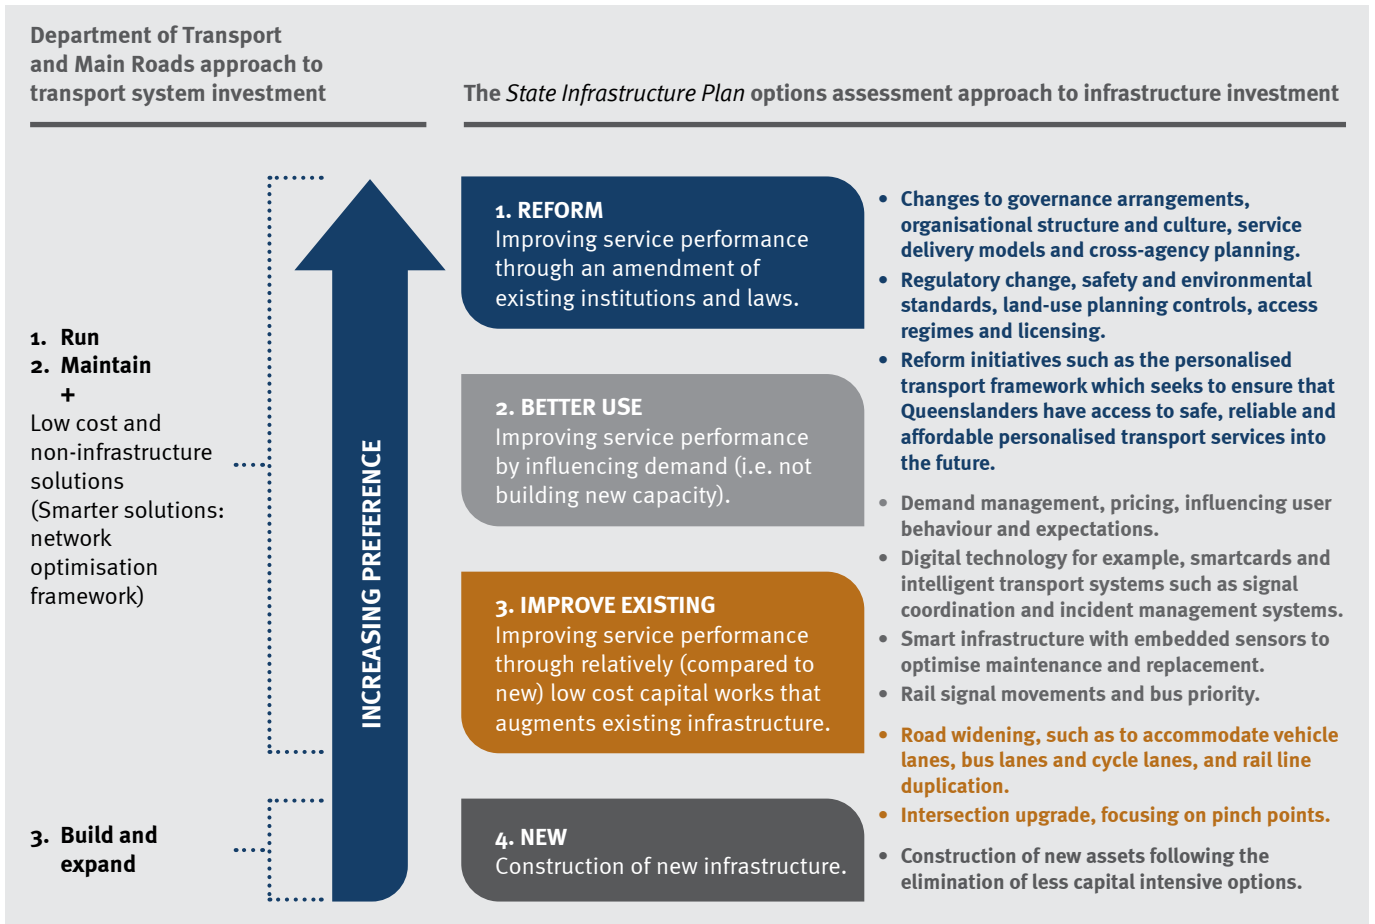 Department of Transport
and Main Roads approach to
transport system investment
The State Infrastructure Plan options assessment approach to infrastructure investment
1. Run
2. Maintain
+
Low cost and
non-infrastructure
solutions
(Smarter solutions:
network
optimisation
framework)
3. Build and
expand
INCREASING PREFERENCE
1. REFORM
Improving service performance
through an amendment of
existing institutions and laws.
• Changes to governance arrangements,
organisational structure and culture, service
delivery models and cross-agency planning.
• Regulatory change, safety and environmental
standards, land-use planning controls, access
regimes and licensing.
• Reform initiatives such as the personalised
transport framework which seeks to ensure that
Queenslanders have access to safe, reliable and
affordable personalised transport services into
the future.
2. BETTER USE
Improving service performance
by influencing demand (i.e. not
building new capacity).
• Demand management, pricing, influencing user
behaviour and expectations.
• Digital technology for example, smartcards and
intelligent transport systems such as signal
coordination and incident management systems.
• Smart infrastructure with embedded sensors to
optimise maintenance and replacement.
• Rail signal movements and bus priority.
3. IMPROVE EXISTING
Improving service performance
through relatively (compared to
new) low cost capital works that
augments existing infrastructure.
• Road widening, such as to accommodate vehicle
lanes, bus lanes and cycle lanes, and rail line
duplication.
• Intersection upgrade, focusing on pinch points.
4. NEW
Construction of new infrastructure.
• Construction of new assets following the
elimination of less capital intensive options.